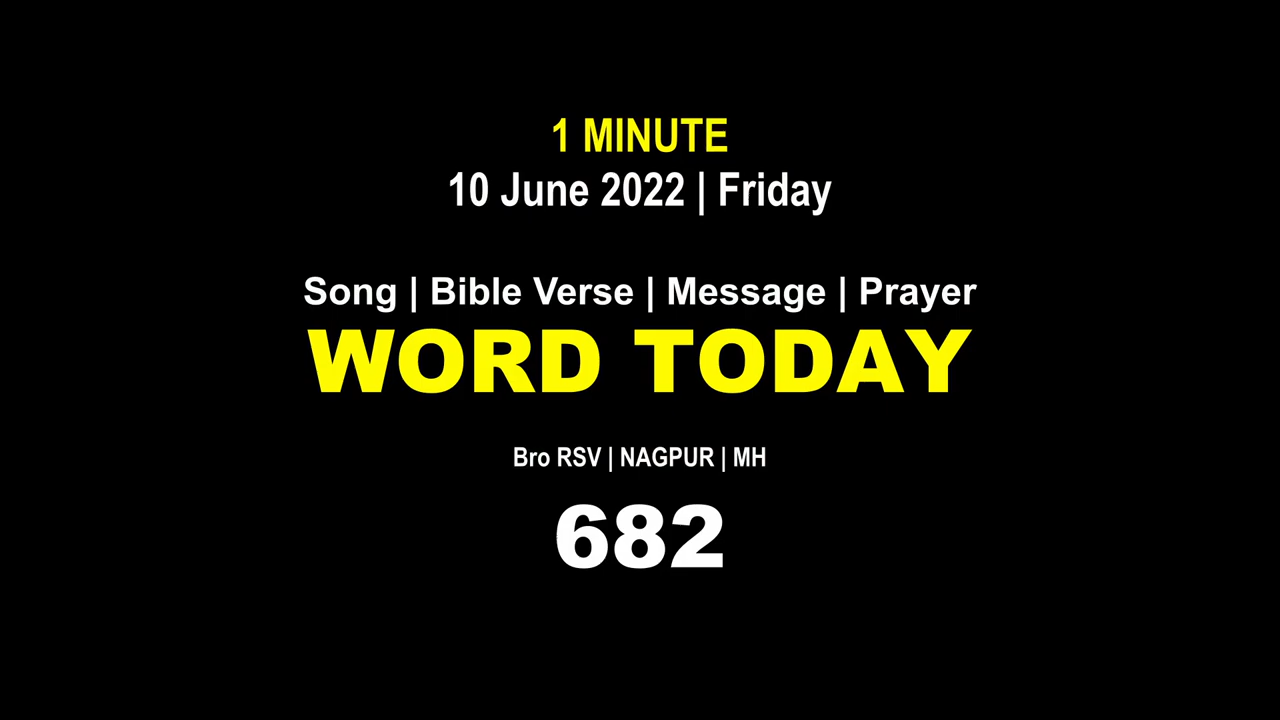 1 MINUTE
10 June 2022 | Friday
Song | Bible Verse | Message | Prayer
WORD TODAY
Bro RSV | NAGPUR | MH
682